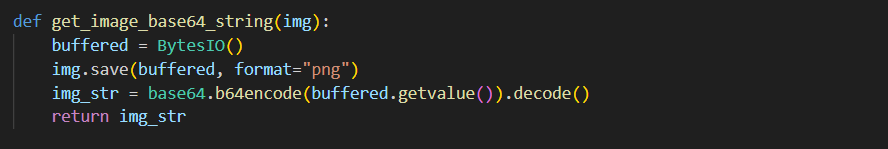 def get_image_base64_string(img):
    buffered = BytesIO()
    img.save(buffered, format="png")
    img_str = base64.b64encode(buffered.getvalue()).decode()
    return img_str